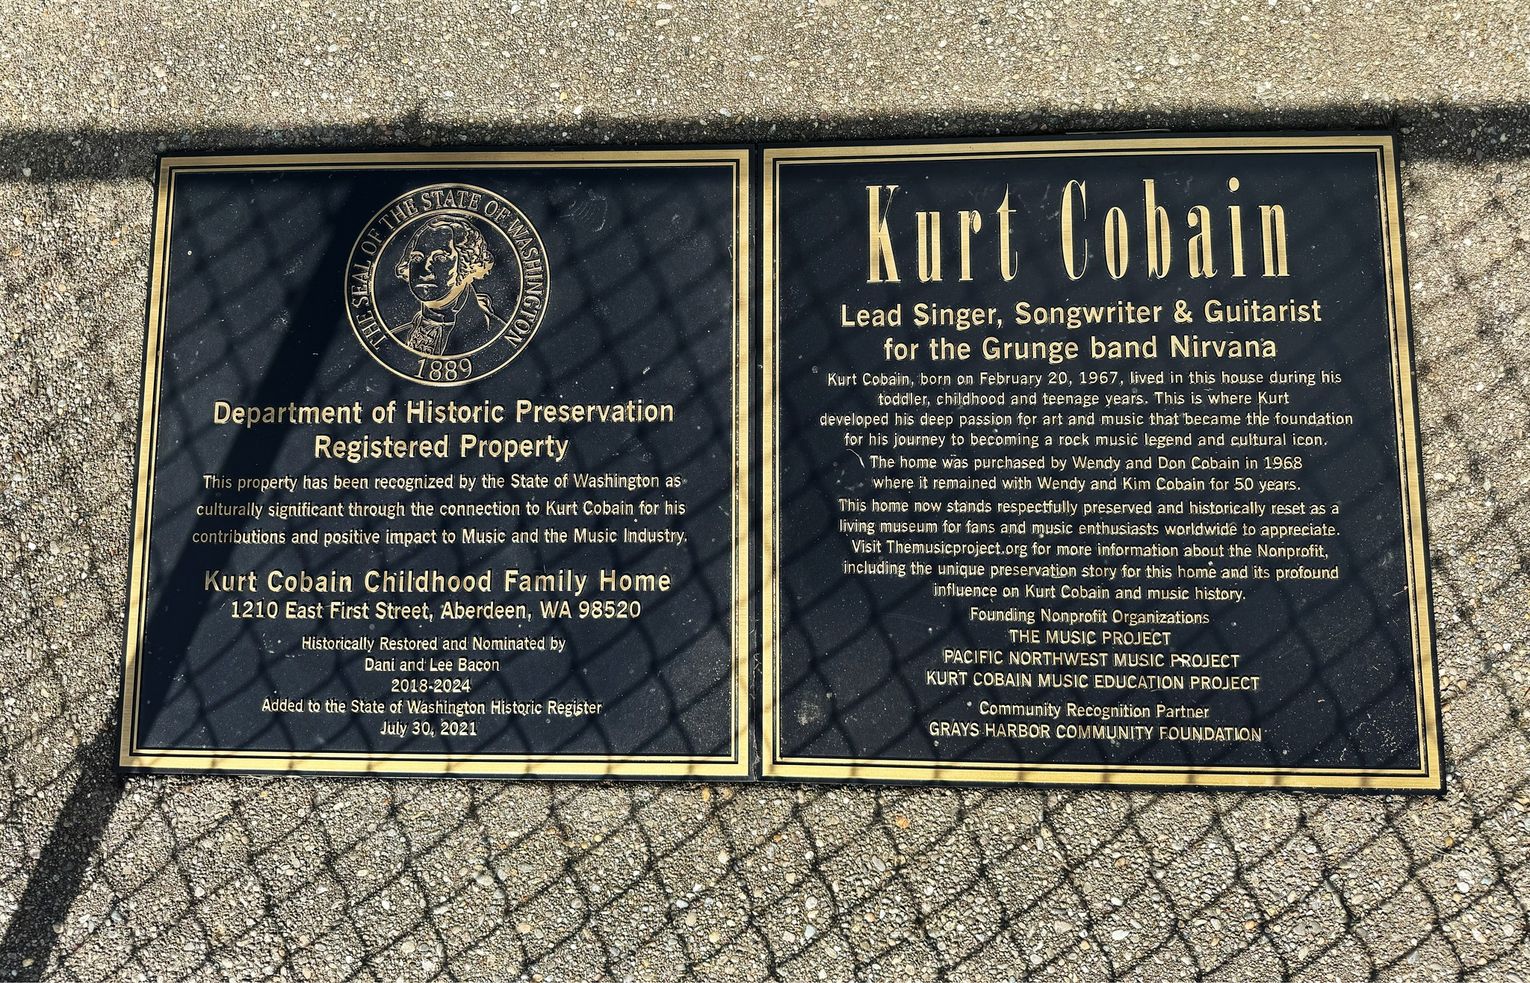 THE SEAL OF THE STATE OF WASHINGTON
1889
Department of Historic Preservation
Registered Property
This property has been recognized by the State of Washington as
culturally significant through the connection to Kurt Cobain for his
contributions and positive impact to Music and the Music Industry.
Kurt Cobain Childhood Family Home
1210 East First Street, Aberdeen, WA 98520
Historically Restored and Nominated by
Dani and Lee Bacon
2018-2024
Added to the State of Washington Historic Register
July 30, 2021
Kurt Cobain
Lead Singer, Songwriter & Guitarist
for the Grunge band Nirvana
Kurt Cobain, born on February 20, 1967, lived in this house during his
toddler, childhood and teenage years. This is where Kurt
developed his deep passion for art and music that became the foundation
for his journey to becoming a rock music legend and cultural icon.
The home was purchased by Wendy and Don Cobain in 1968
where it remained with Wendy and Kim Cobain for 50 years.
This home now stands respectfully preserved and historically reset as a
living museum for fans and music enthusiasts worldwide to appreciate.
Visit Themusicproject.org for more information about the Nonprofit,
including the unique preservation story for this home and its profound
influence on Kurt Cobain and music history.
Founding Nonprofit Organizations
THE MUSIC PROJECT
PACIFIC NORTHWEST MUSIC PROJECT
KURT COBAIN MUSIC EDUCATION PROJECT
Community Recognition Partner
GRAYS HARBOR COMMUNITY FOUNDATION